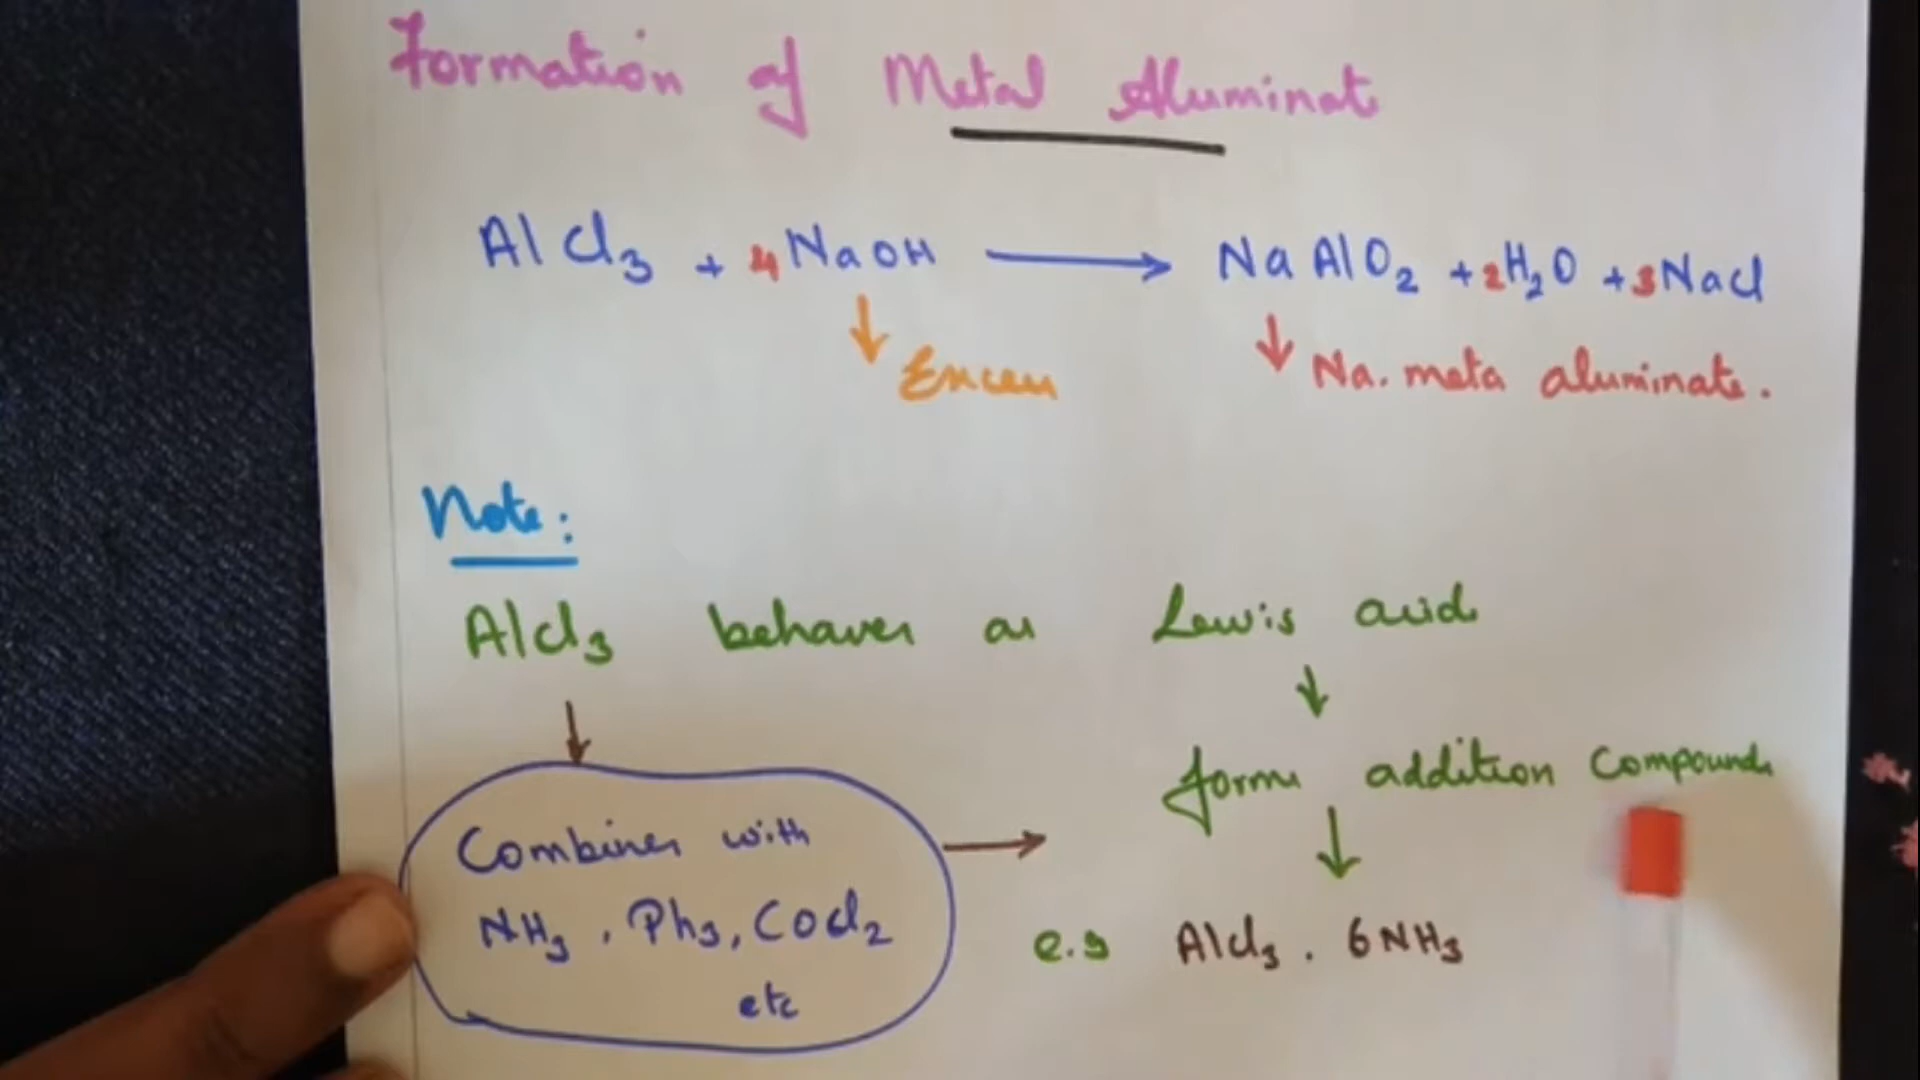 Formation of Metal Aluminate
AlCl₃ + 4NaOH ⟶ NaAlO₂ + 2H₂O + 3NaCl
↓ Excess
↓ Na. meta aluminate.
Note:
AlCl₃ behaves as Lewis acid
↓ ↓
forms addition compounds
Combines with →
NH₃, Ph₃, COCl₂
etc
↓
e.g AlCl₃ . 6NH₃